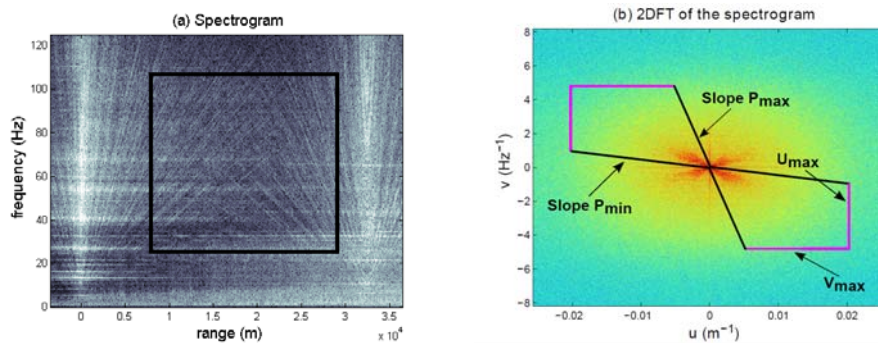 (a) Spectrogram
120
100
80
60
40
20
0
frequency (Hz)
0 0.5 1 1.5 2 2.5 3 3.5
x 10⁴
range (m)
(b) 2DFT of the spectrogram
8
6
4
2
0
-2
-4
-6
-8
v (Hz⁻¹)
Slope Pmax
Umax
Slope Pmin
Vmax
-0.02 -0.01 0 0.01 0.02
u (m⁻¹)